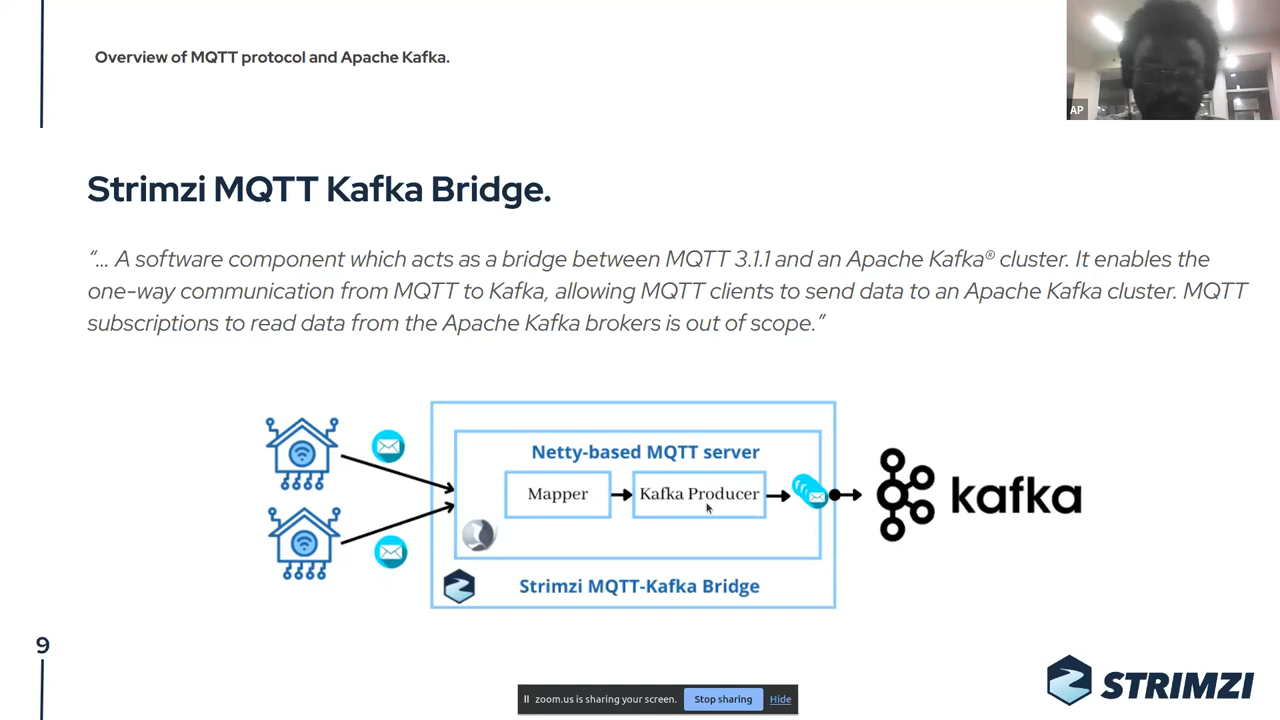 Overview of MQTT protocol and Apache Kafka.
AP
Strimzi MQTT Kafka Bridge.
“... A software component which acts as a bridge between MQTT 3.1.1 and an Apache Kafka® cluster. It enables the
one-way communication from MQTT to Kafka, allowing MQTT clients to send data to an Apache Kafka cluster. MQTT
subscriptions to read data from the Apache Kafka brokers is out of scope.”
Netty-based MQTT server
Mapper
Kafka Producer
kafka
Strimzi MQTT-Kafka Bridge
9
STRIMZI
zoom.us is sharing your screen.
Stop sharing
Hide